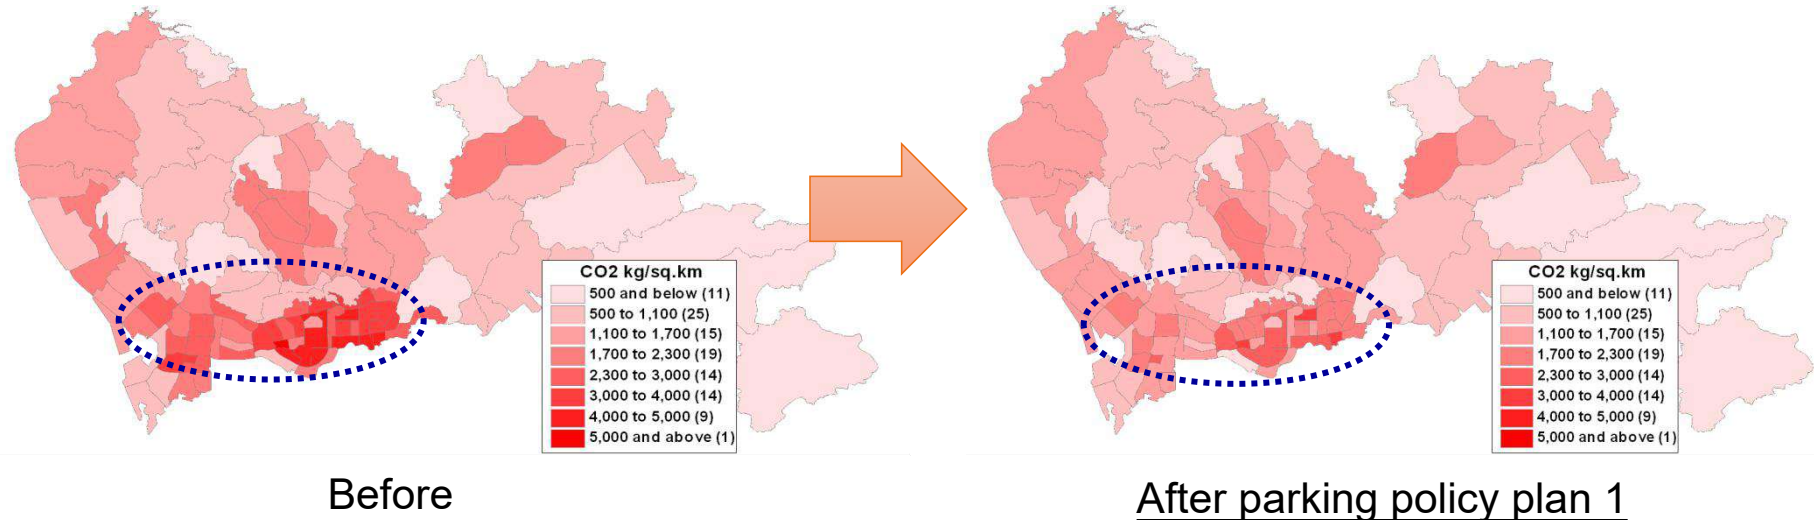 CO2 kg/sq.km
500 and below (11)
500 to 1,100 (25)
1,100 to 1,700 (15)
1,700 to 2,300 (19)
2,300 to 3,000 (14)
3,000 to 4,000 (14)
4,000 to 5,000 (9)
5,000 and above (1)
CO2 kg/sq.km
500 and below (11)
500 to 1,100 (25)
1,100 to 1,700 (15)
1,700 to 2,300 (19)
2,300 to 3,000 (14)
3,000 to 4,000 (14)
4,000 to 5,000 (9)
5,000 and above (1)
Before
After parking policy plan 1